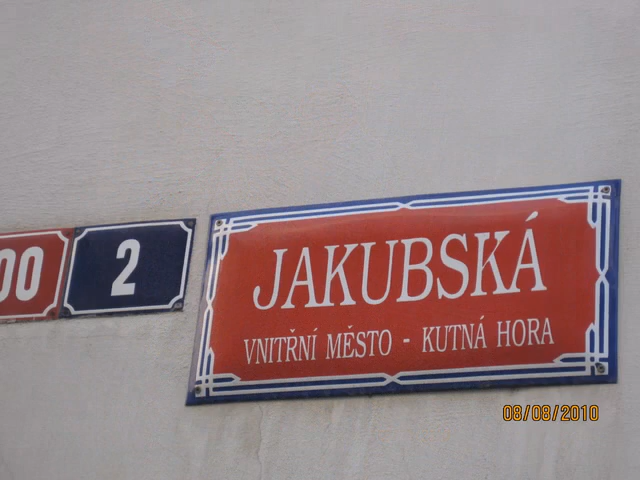 00
2
JAKUBSKÁ
VNITŘNÍ MĚSTO - KUTNÁ HORA
08/08/2010